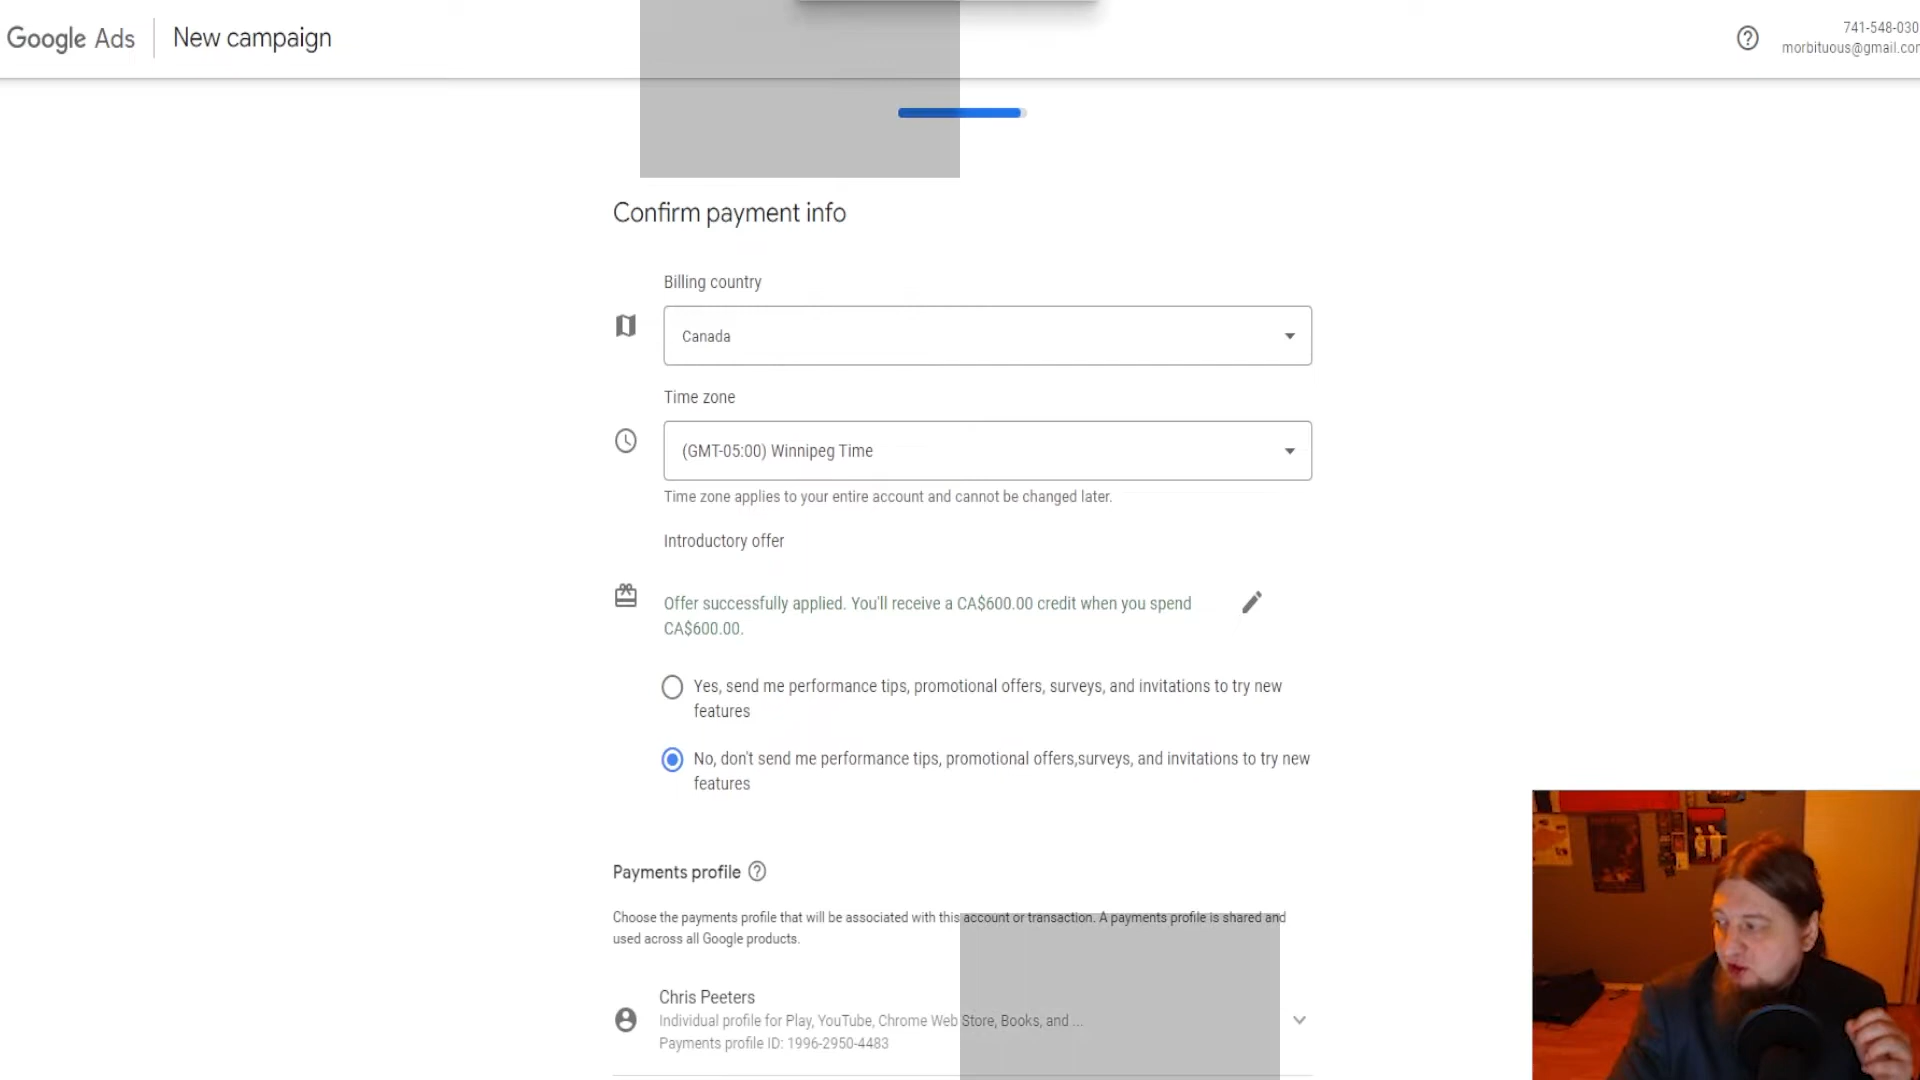 Google Ads
New campaign
741-548-030
morbituous@gmail.com
Confirm payment info
Billing country
Canada
Time zone
(GMT-05:00) Winnipeg Time
Time zone applies to your entire account and cannot be changed later.
Introductory offer
Offer successfully applied. You'll receive a CA$600.00 credit when you spend
CA$600.00.
Yes, send me performance tips, promotional offers, surveys, and invitations to try new
features
No, don't send me performance tips, promotional offers,surveys, and invitations to try new
features
Payments profile
Choose the payments profile that will be associated with this account or transaction. A payments profile is shared and
used across all Google products.
Chris Peeters
Individual profile for Play, YouTube, Chrome Web Store, Books, and ...
Payments profile ID: 1996-2950-4483